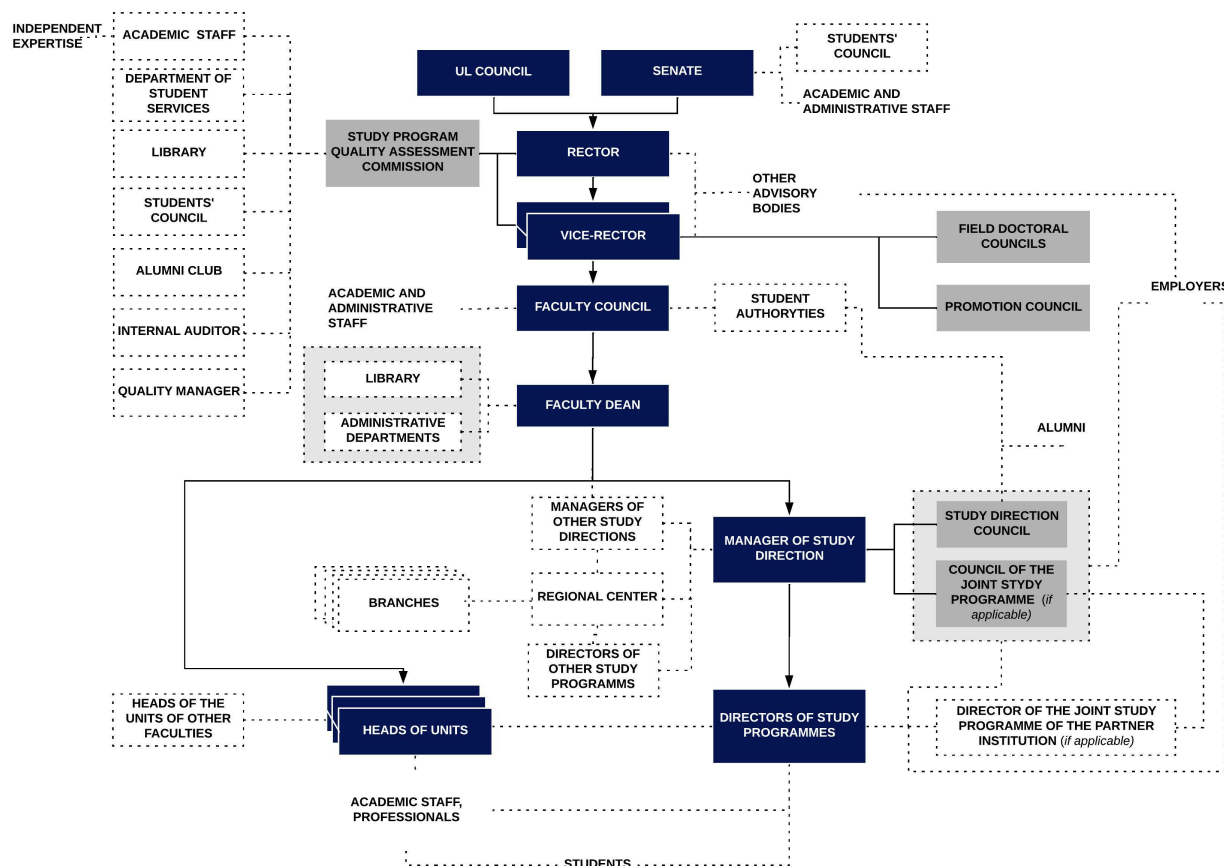 INDEPENDENT
EXPERTISE
ACADEMIC STAFF
DEPARTMENT OF
STUDENT
SERVICES
LIBRARY
STUDENTS'
COUNCIL
ALUMNI CLUB
INTERNAL AUDITOR
QUALITY MANAGER
UL COUNCIL
SENATE
STUDENTS'
COUNCIL
ACADEMIC AND
ADMINISTRATIVE STAFF
STUDY PROGRAM
QUALITY ASSESSMENT
COMMISSION
RECTOR
OTHER
ADVISORY
BODIES
VICE-RECTOR
FIELD DOCTORAL
COUNCILS
PROMOTION COUNCIL
EMPLOYERS
ACADEMIC AND
ADMINISTRATIVE
STAFF
FACULTY COUNCIL
STUDENT
AUTHORYTIES
LIBRARY
ADMINISTRATIVE
DEPARTMENTS
FACULTY DEAN
ALUMNI
MANAGERS OF
OTHER STUDY
DIRECTIONS
MANAGER OF STUDY
DIRECTION
STUDY DIRECTION
COUNCIL
COUNCIL OF THE
JOINT STYDY
PROGRAMME (if
applicable)
BRANCHES
REGIONAL CENTER
DIRECTORS OF
OTHER STUDY
PROGRAMMS
HEADS OF THE
UNITS OF OTHER
FACULTIES
HEADS OF UNITS
DIRECTORS OF STUDY
PROGRAMMES
DIRECTOR OF THE JOINT STUDY
PROGRAMME OF THE PARTNER
INSTITUTION (if applicable)
ACADEMIC STAFF,
PROFESSIONALS
STUDENTS